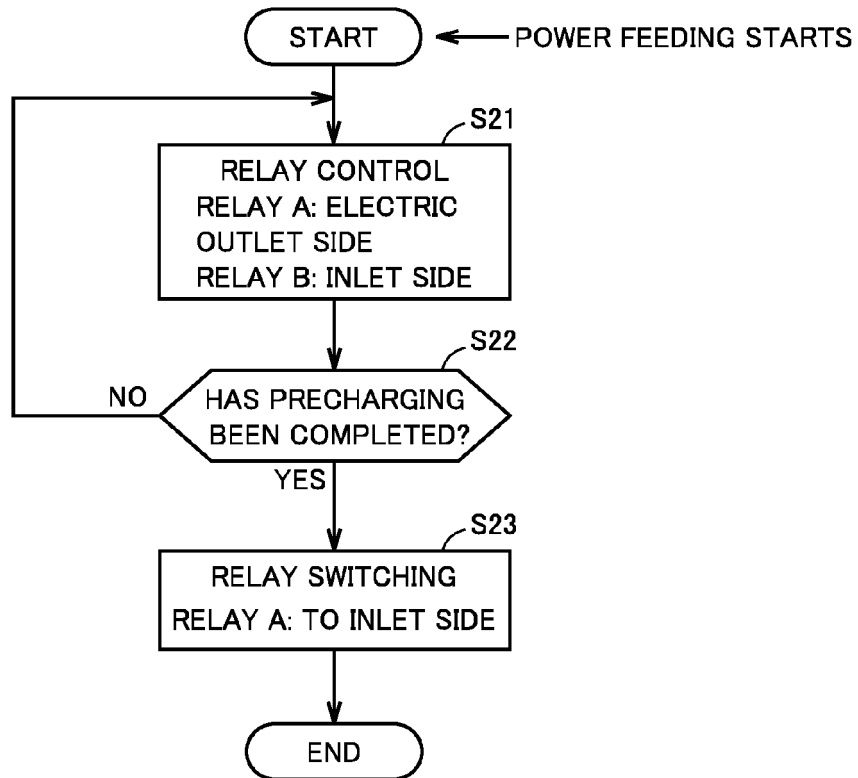 START
POWER FEEDING STARTS
S21
RELAY CONTROL
RELAY A: ELECTRIC
OUTLET SIDE
RELAY B: INLET SIDE
S22
NO
HAS PRECHARGING
BEEN COMPLETED?
YES
S23
RELAY SWITCHING
RELAY A: TO INLET SIDE
END